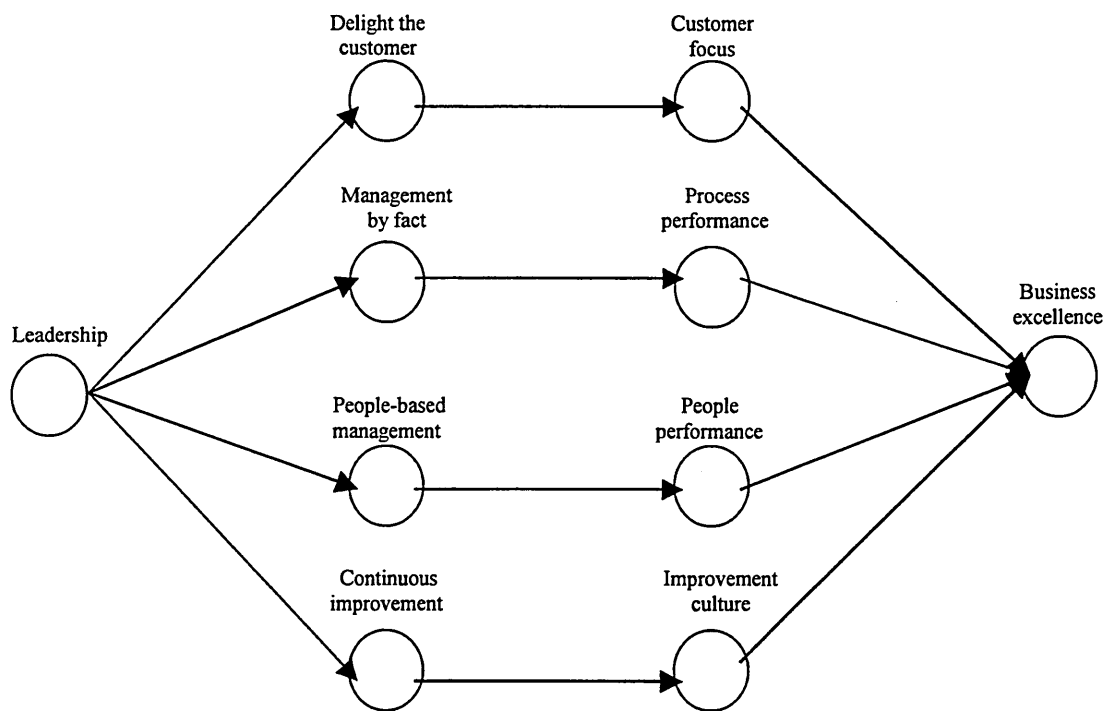 Delight the
customer
Customer
focus
Management
by fact
Process
performance
Business
excellence
Leadership
People-based
management
People
performance
Continuous
improvement
Improvement
culture